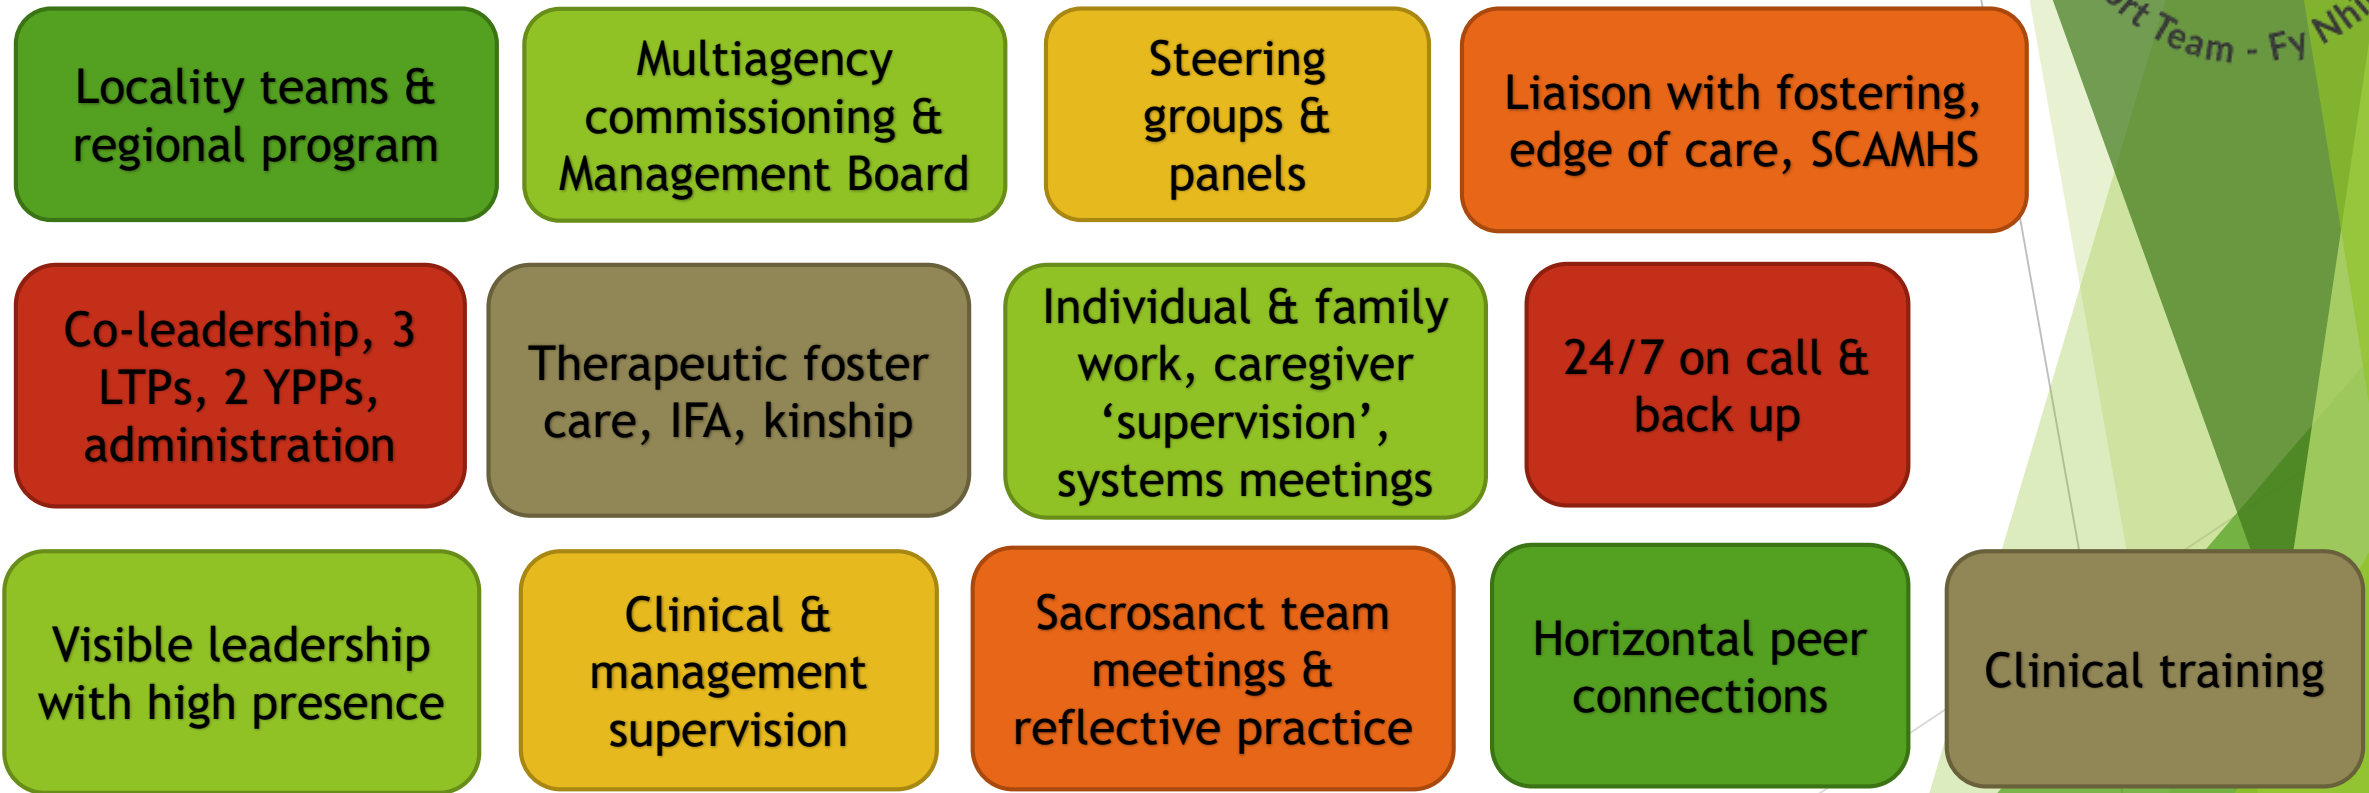 Locality teams &
regional program
Multiagency
commissioning &
Management Board
Steering
groups &
panels
Liaison with fostering,
edge of care, SCAMHS
Team - Fy
Co-leadership, 3
LTPs, 2 YPPs,
administration
Therapeutic foster
care, IFA, kinship
Individual & family
work, caregiver
‘supervision’,
systems meetings
24/7 on call &
back up
Visible leadership
with high presence
Clinical &
management
supervision
Sacrosanct team
meetings &
reflective practice
Horizontal peer
connections
Clinical training